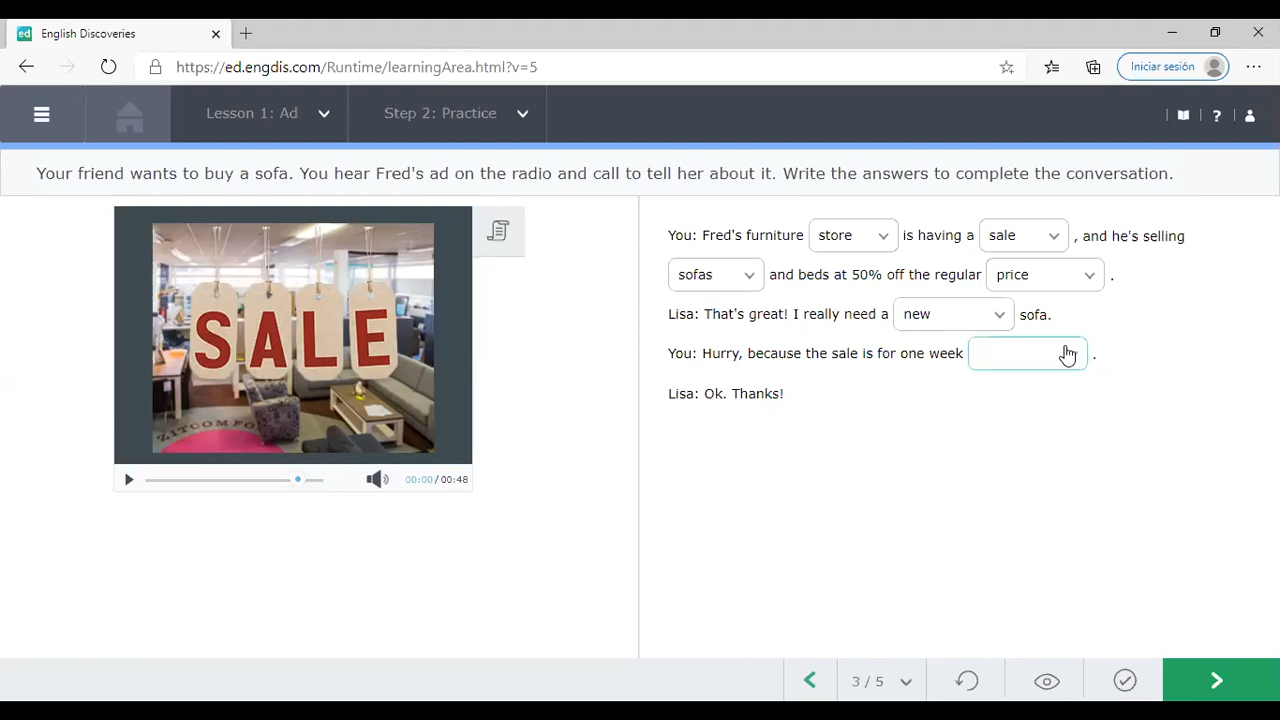 ed English Discoveries
https://ed.engdis.com/Runtime/learningArea.html?v=5
Iniciar sesión
Lesson 1: Ad
Step 2: Practice
?
Your friend wants to buy a sofa. You hear Fred's ad on the radio and call to tell her about it. Write the answers to complete the conversation.
SALE
ZITCOM FO
00:00 / 00:48
You: Fred's furniture store is having a sale , and he's selling
sofas and beds at 50% off the regular price .
Lisa: That's great! I really need a new sofa.
You: Hurry, because the sale is for one week .
Lisa: Ok. Thanks!
3 / 5